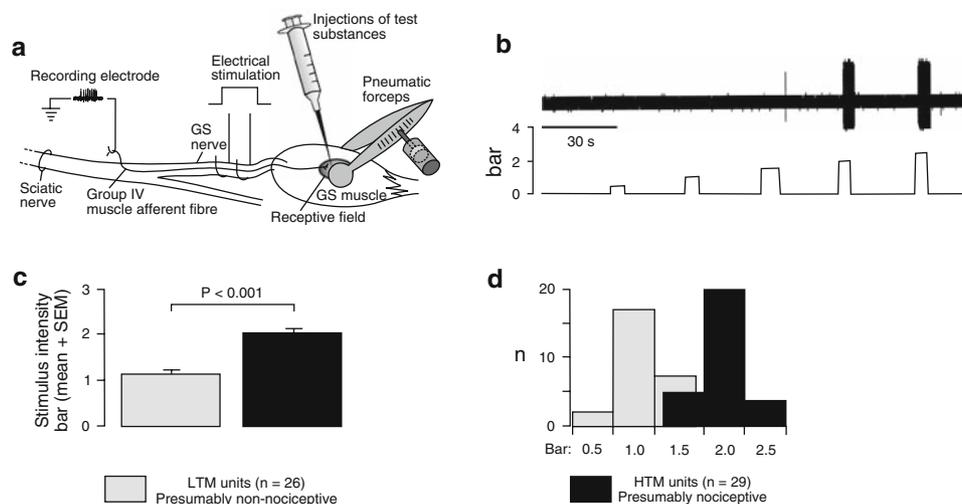 a
Injections of test
substances
Electrical
stimulation
Recording electrode
Pneumatic
forceps
GS
nerve
Sciatic
nerve
Group IV
muscle afferent fibre
GS muscle
Receptive field
b
30 s
bar
4
2
0
c
Stimulus intensity
bar (mean + SEM)
3
2
1
0
P < 0.001
LTM units (n = 26)
Presumably non-nociceptive
d
n
20
10
0
Bar: 0.5 1.0 1.5 2.0 2.5
HTM units (n = 29)
Presumably nociceptive